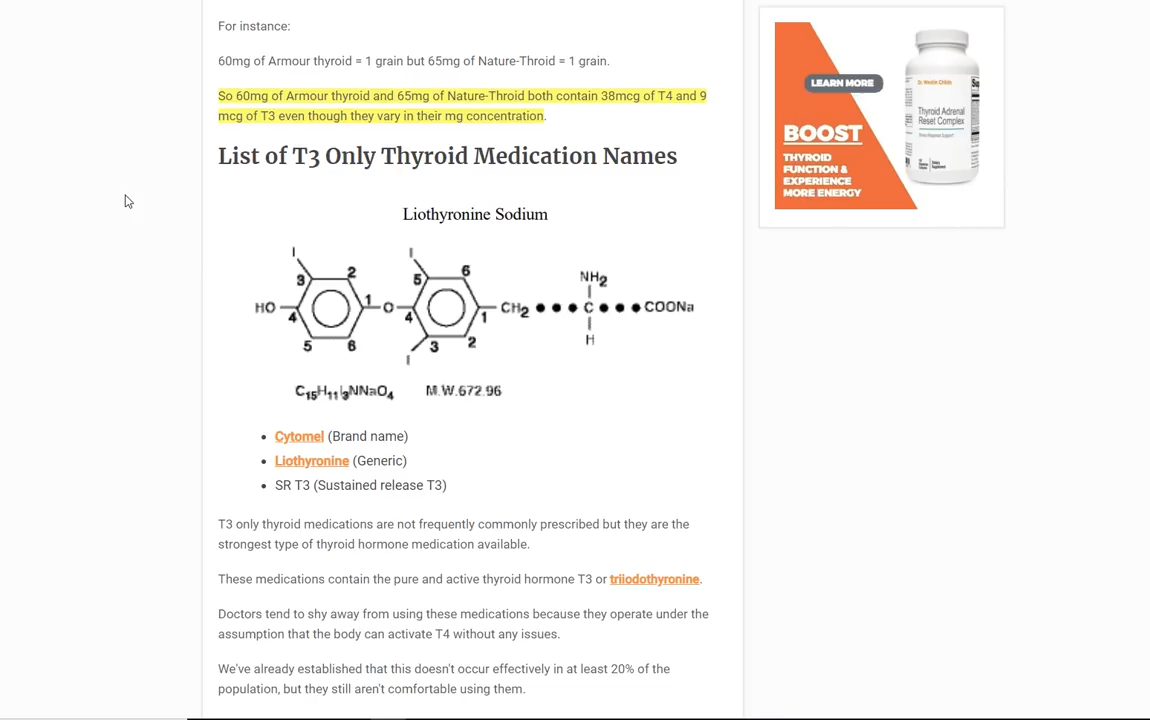 For instance:
60mg of Armour thyroid = 1 grain but 65mg of Nature-Throid = 1 grain.
So 60mg of Armour thyroid and 65mg of Nature-Throid both contain 38mcg of T4 and 9
mcg of T3 even though they vary in their mg concentration.
List of T3 Only Thyroid Medication Names
Liothyronine Sodium
I
I
3
2
5
6
NH2
HO
4
1
O
4
1
CH2
C
COONa
5
6
3
2
H
I
C15H11I3NNaO4 M.W.672.96
• Cytomel (Brand name)
• Liothyronine (Generic)
• SR T3 (Sustained release T3)
T3 only thyroid medications are not frequently commonly prescribed but they are the
strongest type of thyroid hormone medication available.
These medications contain the pure and active thyroid hormone T3 or triiodothyronine.
Doctors tend to shy away from using these medications because they operate under the
assumption that the body can activate T4 without any issues.
We've already established that this doesn't occur effectively in at least 20% of the
population, but they still aren't comfortable using them.
LEARN MORE
BOOST
THYROID
FUNCTION &
EXPERIENCE
MORE ENERGY
Dr. Westin Childs
Thyroid Adrenal
Reset Complex